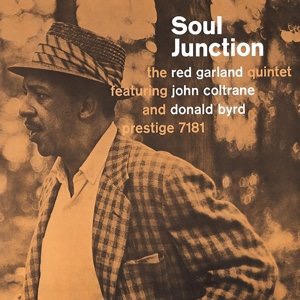 Soul
Junction
the red garland quintet
featuring john coltrane
and donald byrd
prestige 7181